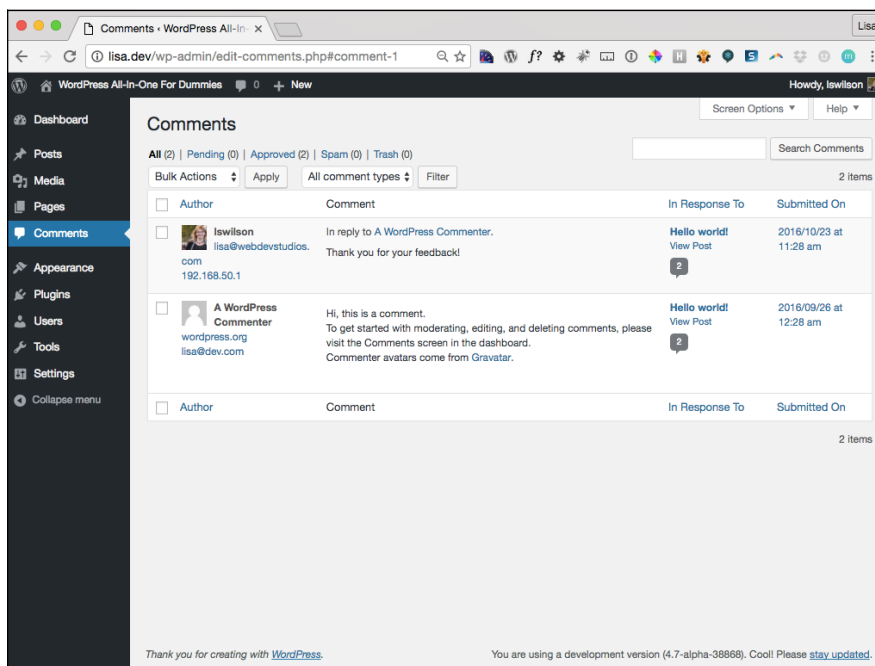 Comments ‹ WordPress All-In-
Lisa
lisa.dev/wp-admin/edit-comments.php#comment-1
f?
WordPress All-In-One For Dummies 0 + New Howdy, lswilson
Screen Options ▼ Help ▼
Dashboard
Posts
Media
Pages
Comments
Appearance
Plugins
Users
Tools
Settings
Collapse menu
Comments
All (2) | Pending (0) | Approved (2) | Spam (0) | Trash (0)
Search Comments
Bulk Actions Apply All comment types Filter 2 items
Author Comment In Response To Submitted On
lswilson
lisa@webdevstudios.
com
192.168.50.1
In reply to A WordPress Commenter.
Thank you for your feedback!
Hello world!
View Post
2
2016/10/23 at
11:28 am
A WordPress
Commenter
wordpress.org
lisa@dev.com
Hi, this is a comment.
To get started with moderating, editing, and deleting comments, please
visit the Comments screen in the dashboard.
Commenter avatars come from Gravatar.
Hello world!
View Post
2
2016/09/26 at
12:28 am
Author Comment In Response To Submitted On
2 items
Thank you for creating with WordPress. You are using a development version (4.7-alpha-38868). Cool! Please stay updated.